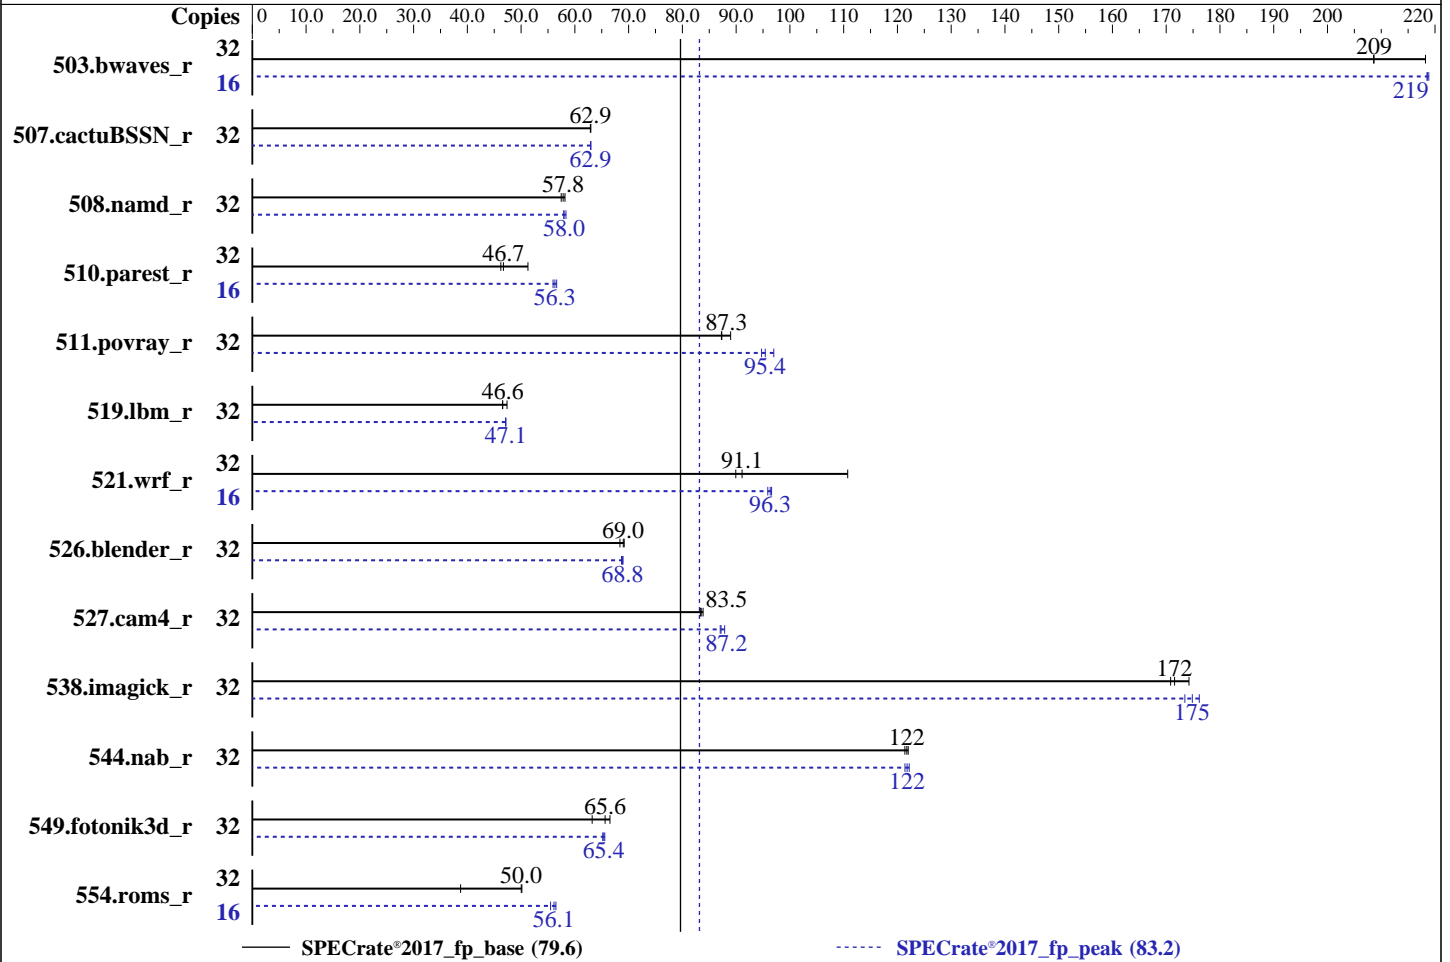 Copies 0 10.0 20.0 30.0 40.0 50.0 60.0 70.0 80.0 90.0 100 110 120 130 140 150 160 170 180 190 200 220
503.bwaves_r 32 209
16 219
507.cactuBSSN_r 32 62.9
62.9
508.namd_r 32 57.8
58.0
510.parest_r 32 46.7
16 56.3
511.povray_r 32 87.3
95.4
519.lbm_r 32 46.6
47.1
521.wrf_r 32 91.1
16 96.3
526.blender_r 32 69.0
68.8
527.cam4_r 32 83.5
87.2
538.imagick_r 32 172
175
544.nab_r 32 122
122
549.fotonik3d_r 32 65.6
65.4
554.roms_r 32 50.0
16 56.1
SPECrate®2017_fp_base (79.6) SPECrate®2017_fp_peak (83.2)